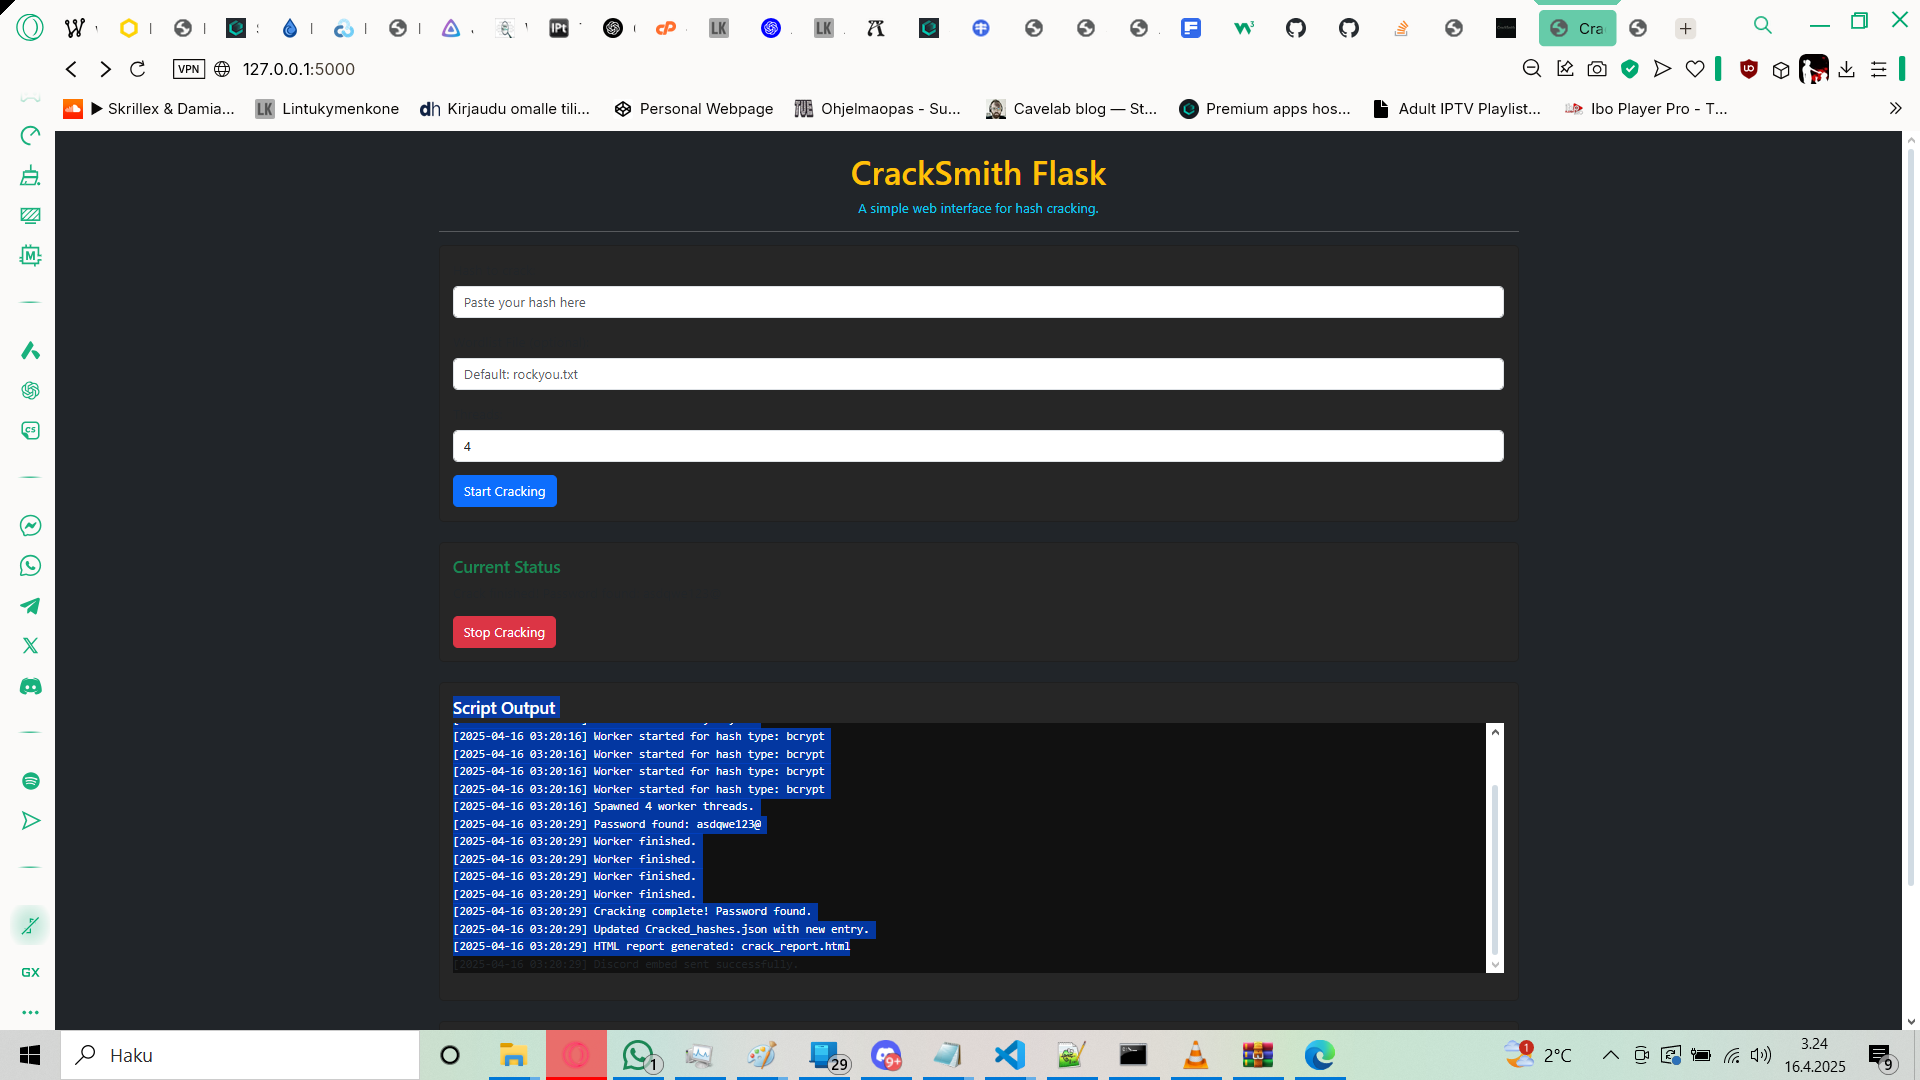 Cra
VPN
127.0.0.1:5000
▶ Skrillex & Damia...
LK
Lintukymenkone
dh
Kirjaudu omalle tili...
Personal Webpage
Ohjelmaopas - Su...
Cavelab blog — St...
Premium apps hos...
Adult IPTV Playlist...
Ibo Player Pro - T...
CrackSmith Flask
A simple web interface for hash cracking.
Paste your hash here
Default: rockyou.txt
4
Start Cracking
Current Status
Stop Cracking
Script Output
[2025-04-16 03:20:16] Worker started for hash type: bcrypt
[2025-04-16 03:20:16] Worker started for hash type: bcrypt
[2025-04-16 03:20:16] Worker started for hash type: bcrypt
[2025-04-16 03:20:16] Worker started for hash type: bcrypt
[2025-04-16 03:20:16] Spawned 4 worker threads.
[2025-04-16 03:20:29] Password found: asdqwe123@
[2025-04-16 03:20:29] Worker finished.
[2025-04-16 03:20:29] Worker finished.
[2025-04-16 03:20:29] Worker finished.
[2025-04-16 03:20:29] Worker finished.
[2025-04-16 03:20:29] Cracking complete! Password found.
[2025-04-16 03:20:29] Updated Cracked_hashes.json with new entry.
[2025-04-16 03:20:29] HTML report generated: crack_report.html
[2025-04-16 03:20:29] Discord embed sent successfully.
GX
Haku
1
29
9+
1
2°C
3.24
16.4.2025
9